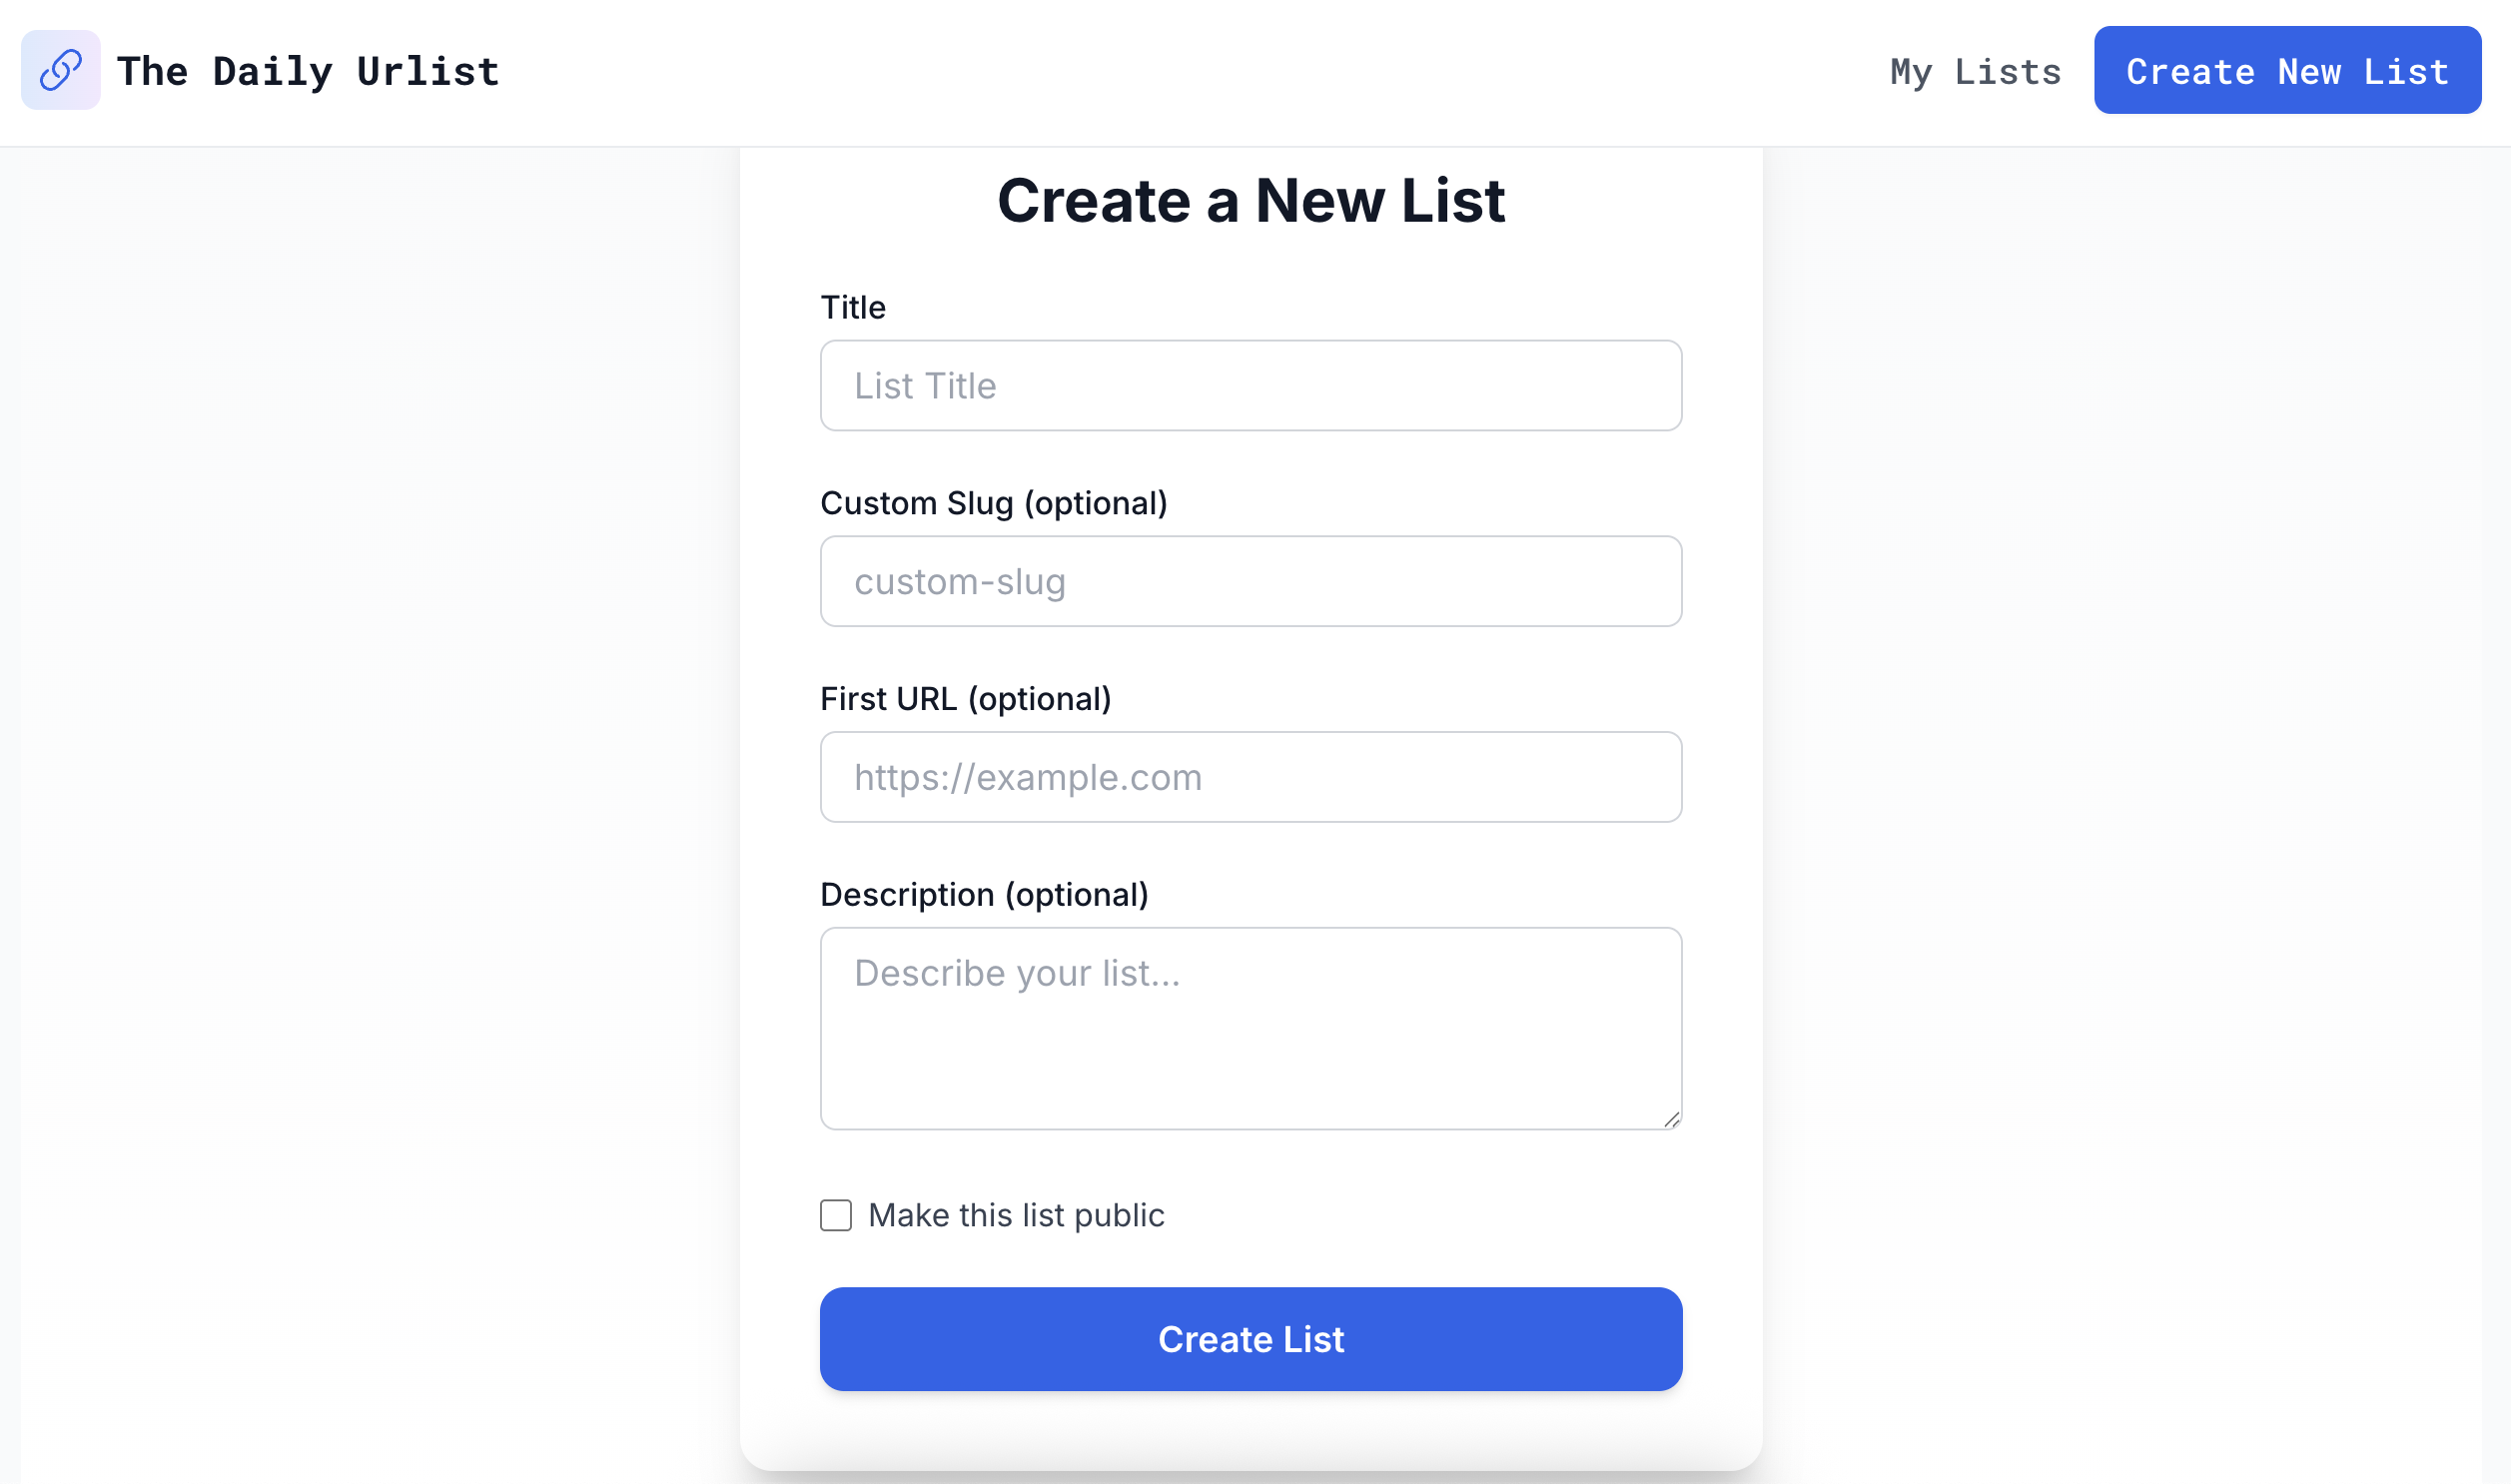 The Daily Urlist
My Lists
Create New List
Create a New List
Title
List Title
Custom Slug (optional)
custom-slug
First URL (optional)
https://example.com
Description (optional)
Describe your list...
Make this list public
Create List